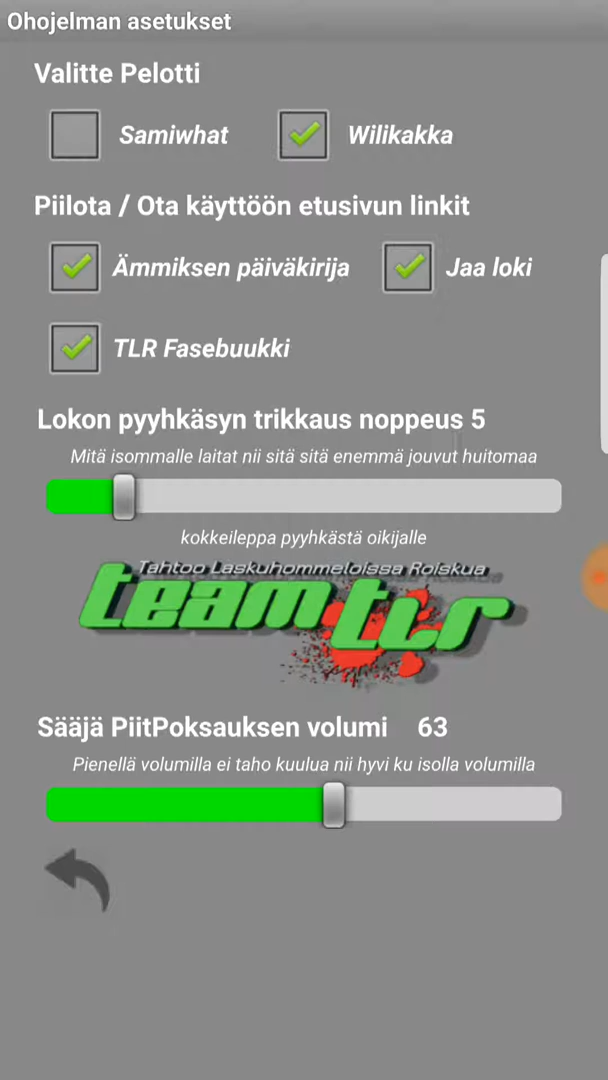 Ohojelman asetukset
Valitte Pelotti
Samiwhat Wilikakka
Piilota / Ota käyttöön etusivun linkit
Ämmiksen päiväkirija Jaa loki
TLR Fasebuukki
Lokon pyyhkäsyn trikkaus noppeus 5
Mitä isommalle laitat nii sitä sitä enemmä jouvut huitomaa
kokkeileppa pyyhkästä oikijalle
Tahtoo Laskuhommeloissa Roiskua
teamtlr
Sääjä PiitPoksauksen volumi 63
Pienellä volumilla ei taho kuulua nii hyvi ku isolla volumilla